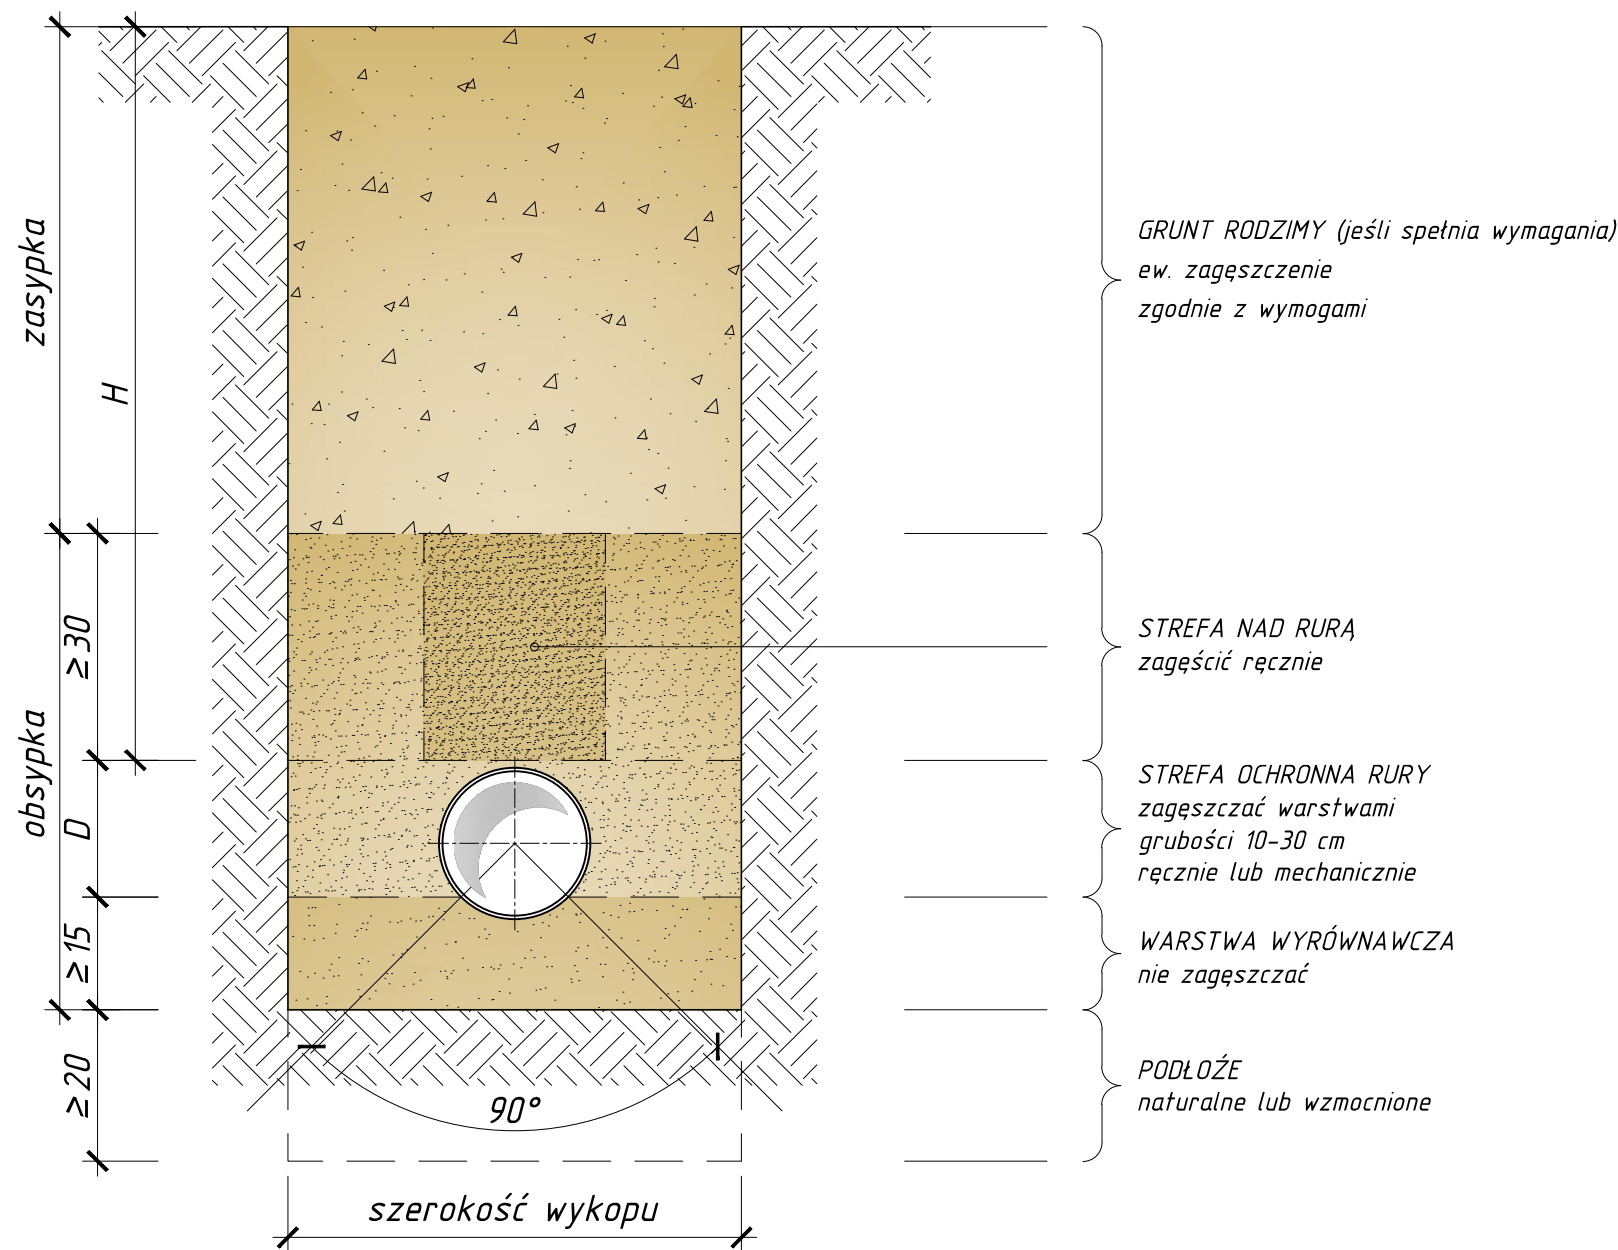 zasypka
H
GRUNT RODZIMY (jeśli spełnia wymagania)
ew. zagęszczenie
zgodnie z wymogami
≥30
STREFA NAD RURĄ
zagęścić ręcznie
obsypka
D
STREFA OCHRONNA RURY
zagęszczać warstwami
grubości 10-30 cm
ręcznie lub mechanicznie
≥15
WARSTWA WYRÓWNAWCZA
nie zagęszczać
≥20
PODŁOŹE
naturalne lub wzmocnione
90°
szerokość wykopu